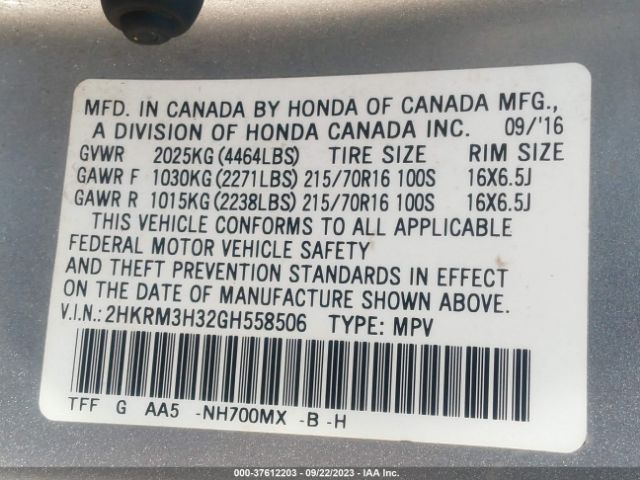 MFD. IN CANADA BY HONDA OF CANADA MFG.,
A DIVISION OF HONDA CANADA INC. 09/'16
GVWR 2025KG (4464LBS) TIRE SIZE RIM SIZE
GAWR F 1030KG (2271LBS) 215/70R16 100S 16X6.5J
GAWR R 1015KG (2238LBS) 215/70R16 100S 16X6.5J
THIS VEHICLE CONFORMS TO ALL APPLICABLE
FEDERAL MOTOR VEHICLE SAFETY
AND THEFT PREVENTION STANDARDS IN EFFECT
ON THE DATE OF MANUFACTURE SHOWN ABOVE.
V.I.N.: 2HKRM3H32GH558506 TYPE: MPV
TFF G AA5 -NH700MX -B -H
000-37612203 - 09/22/2023 - IAA Inc.